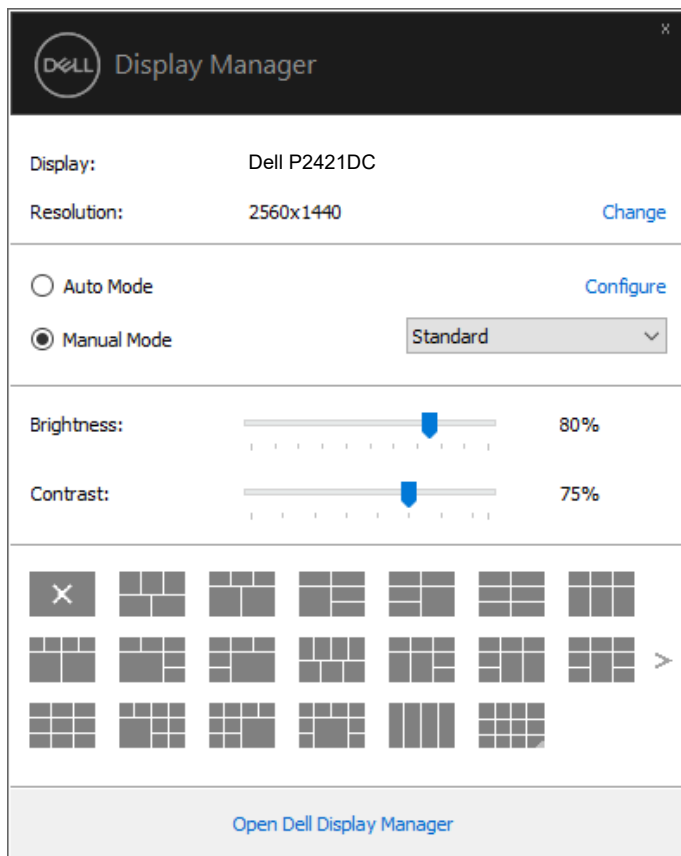 DELL Display Manager x
Display: Dell P2421DC
Resolution: 2560x1440 Change
Auto Mode Configure
Manual Mode Standard
Brightness: 80%
Contrast: 75%
>
Open Dell Display Manager